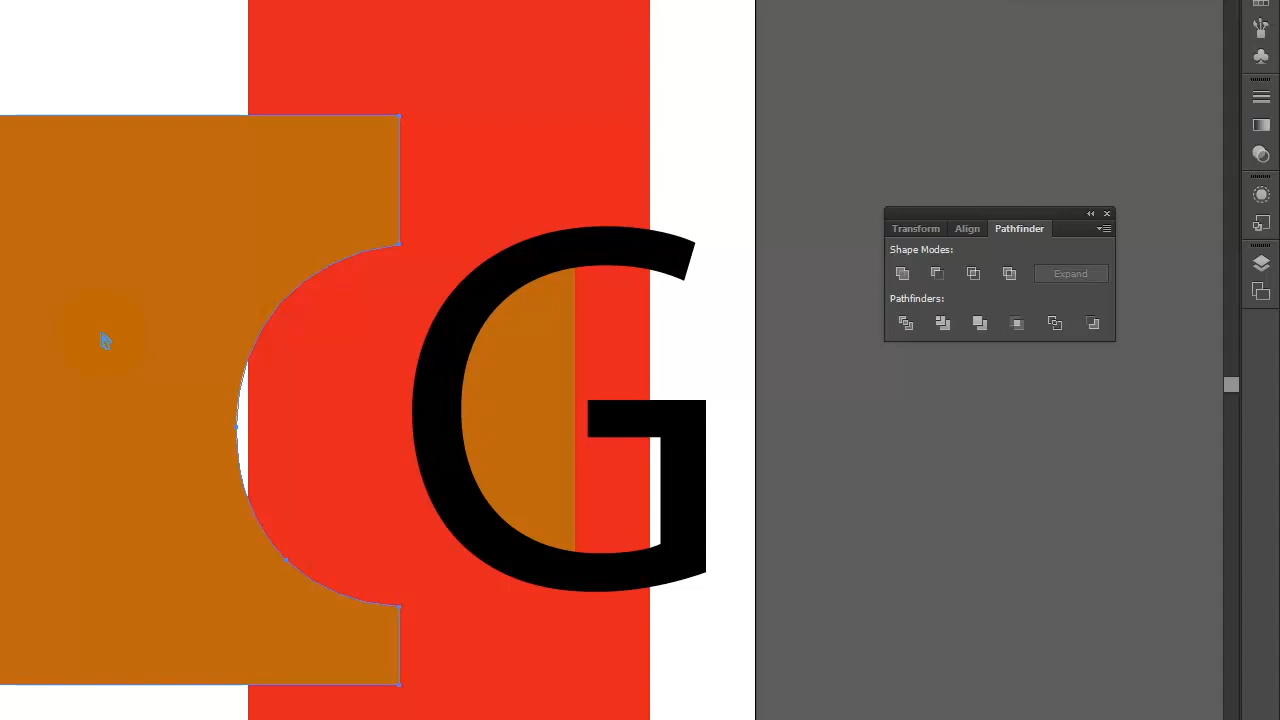 G
Transform Align Pathfinder
Shape Modes:
Expand
Pathfinders: